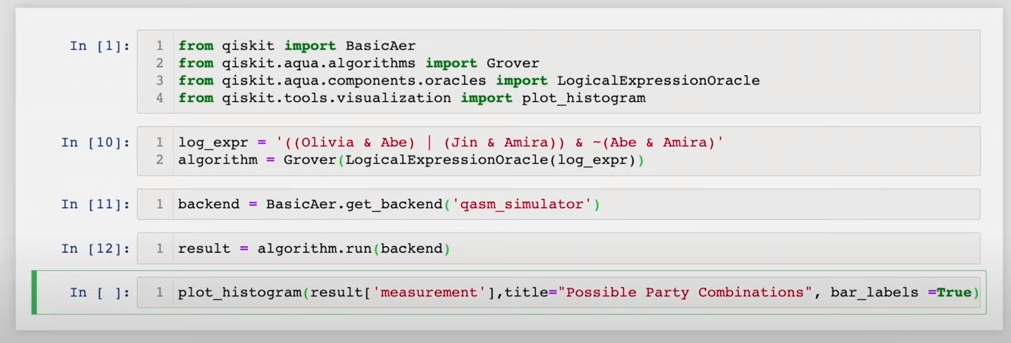 In [1]:
1 from qiskit import BasicAer
2 from qiskit.aqua.algorithms import Grover
3 from qiskit.aqua.components.oracles import LogicalExpressionOracle
4 from qiskit.tools.visualization import plot_histogram
In [10]:
1 log_expr = '((Olivia & Abe) | (Jin & Amira)) & ~(Abe & Amira)'
2 algorithm = Grover(LogicalExpressionOracle(log_expr))
In [11]:
1 backend = BasicAer.get_backend('qasm_simulator')
In [12]:
1 result = algorithm.run(backend)
In [ ]:
1 plot_histogram(result['measurement'],title="Possible Party Combinations", bar_labels =True)